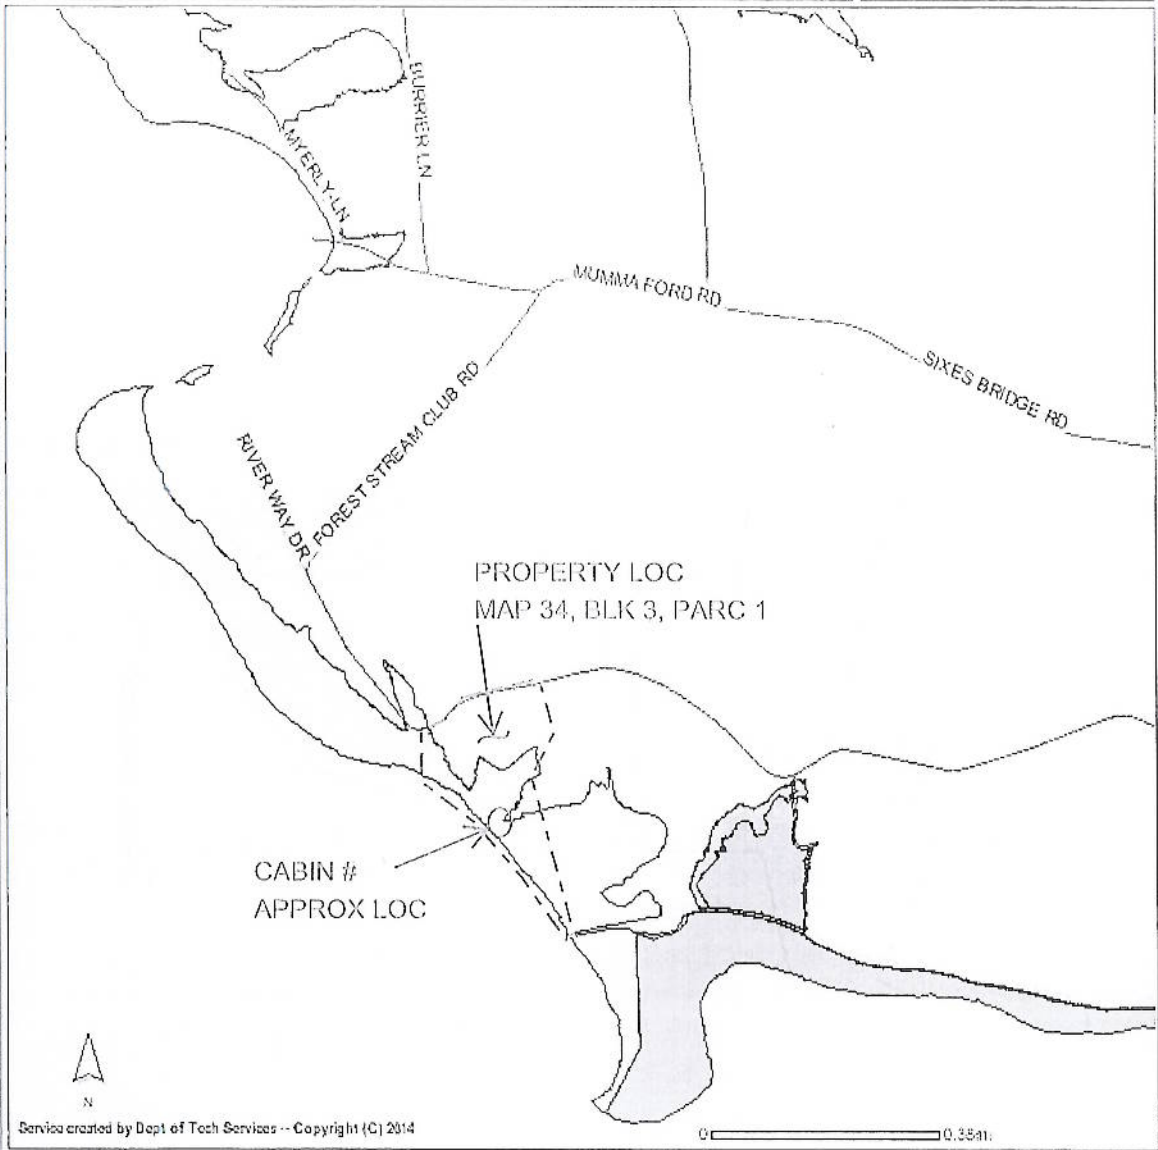 BURRIER LN
MYERLY LN
MUMMA FORD RD
SIXES BRIDGE RD
FOREST STREAM CLUB RD
RIVER WAY DR
PROPERTY LOC
MAP 34, BLK 3, PARC 1
CABIN #
APPROX LOC
N
Service created by Dept of Tech Services -- Copyright (C) 2014
0